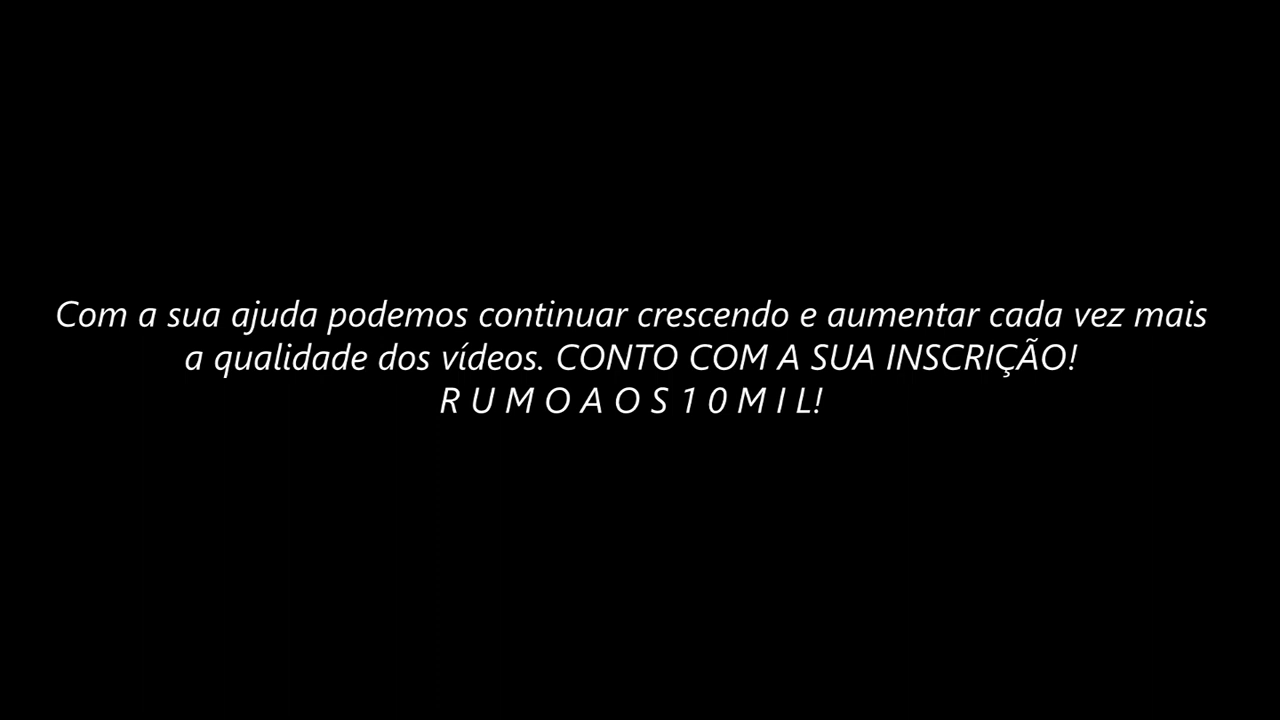 Com a sua ajuda podemos continuar crescendo e aumentar cada vez mais
a qualidade dos vídeos. CONTO COM A SUA INSCRIÇÃO!
R U M O A O S 1 0 M I L!